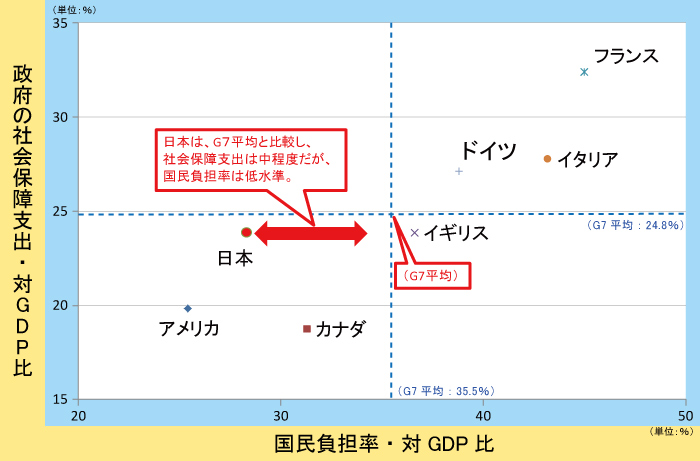 (単位:%)
35
30
25
20
15
政府の社会保障支出・対GDP比
フランス
ドイツ
イタリア
日本は、G7平均と比較し、
社会保障支出は中程度だが、
国民負担率は低水準。
(G7 平均 : 24.8%)
イギリス
日本
(G7平均)
アメリカ
カナダ
(G7 平均 : 35.5%)
20 30 40 50
(単位:%)
国民負担率・対 GDP 比